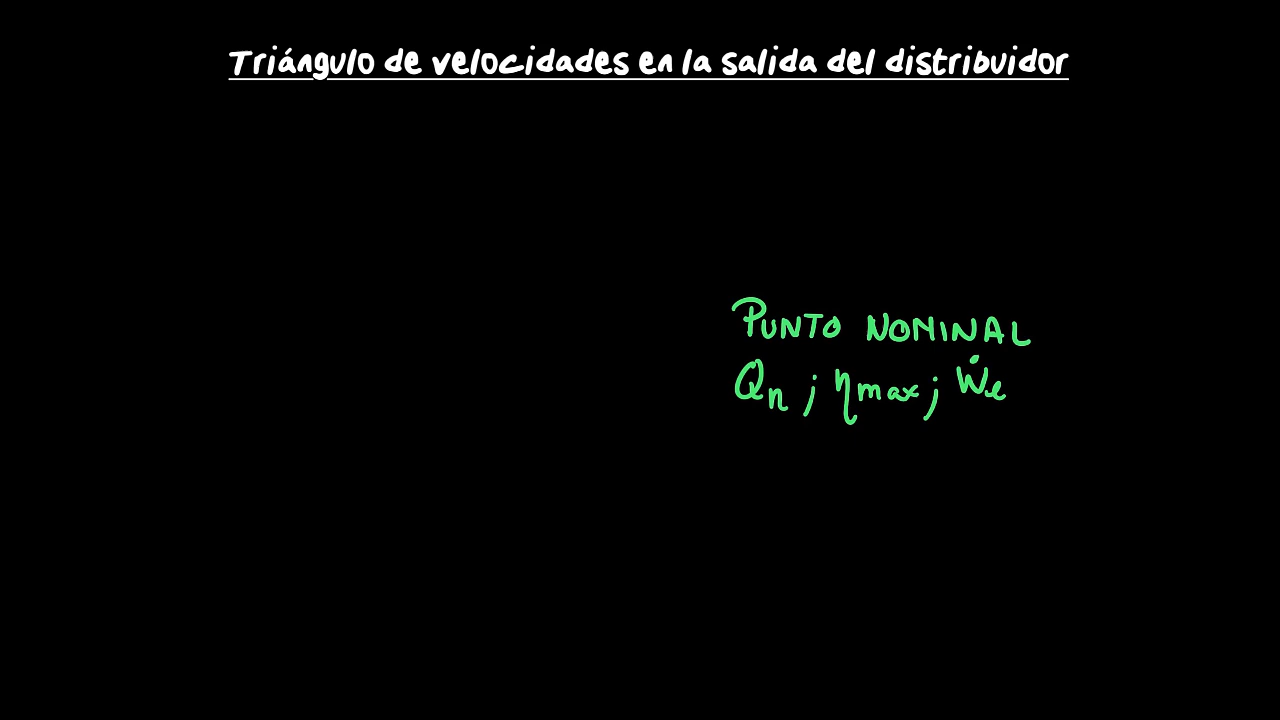 Triángulo de velocidades en la salida del distribuidor
PUNTO NOMINAL
Qn ; ηmax ; Ẇe